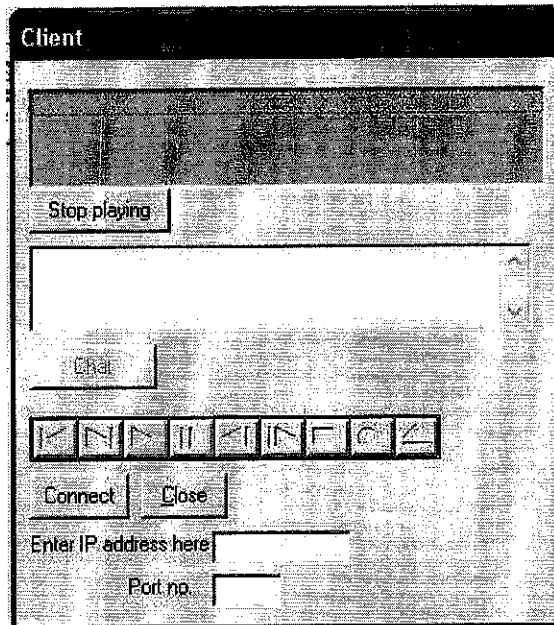 Client
Stop playing
Chat
Connect Close
Enter IP address here
Port no.